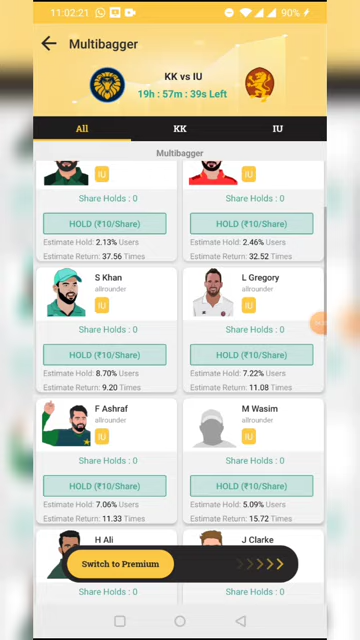 11:02:21
90%
Multibagger
KK vs IU
19h : 57m : 39s Left
All KK IU
Multibagger
IU IU
Share Holds : 0 Share Holds : 0
HOLD (₹10/Share) HOLD (₹10/Share)
Estimate Hold: 2.13% Users Estimate Hold: 2.46% Users
Estimate Return: 37.56 Times Estimate Return: 32.52 Times
S Khan L Gregory
allrounder allrounder
IU IU
Share Holds : 0 Share Holds : 0
HOLD (₹10/Share) HOLD (₹10/Share)
Estimate Hold: 8.70% Users Estimate Hold: 7.22% Users
Estimate Return: 9.20 Times Estimate Return: 11.08 Times
F Ashraf M Wasim
allrounder allrounder
IU IU
Share Holds : 0 Share Holds : 0
HOLD (₹10/Share) HOLD (₹10/Share)
Estimate Hold: 7.06% Users Estimate Hold: 5.09% Users
Estimate Return: 11.33 Times Estimate Return: 15.72 Times
H Ali J Clarke
Switch to Premium
Share Holds : 0 Share Holds : 0